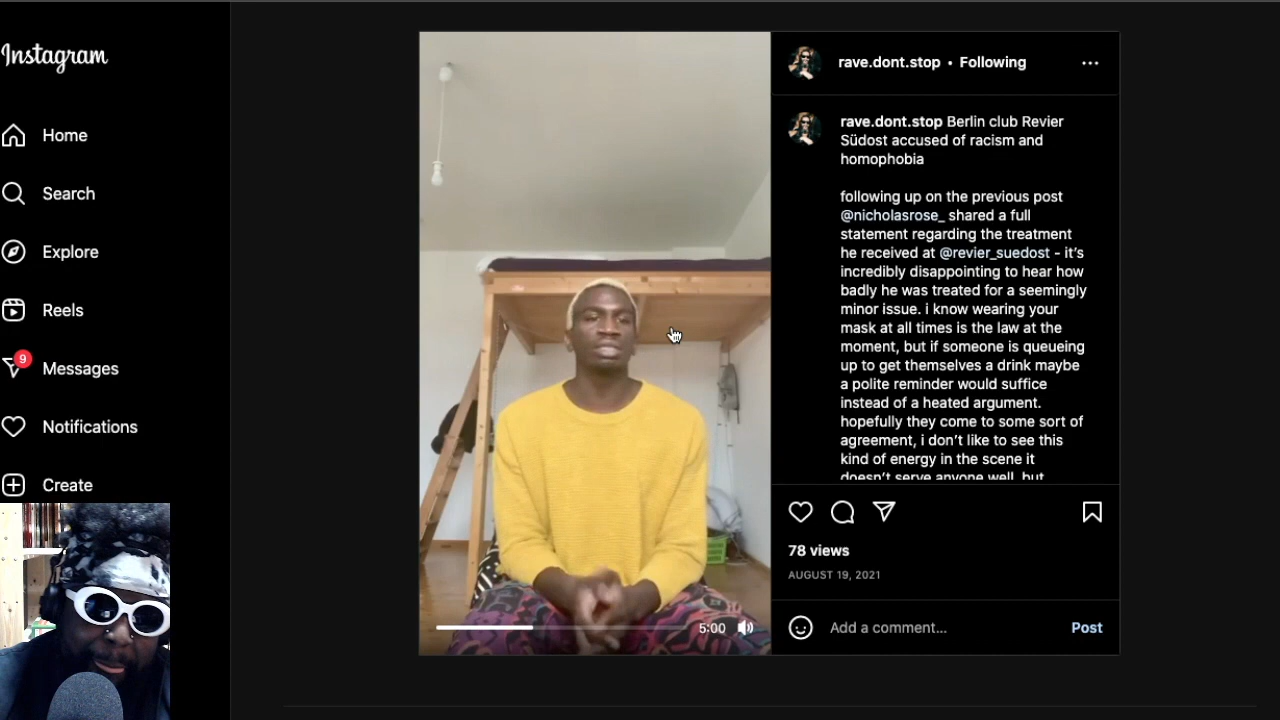 Instagram
Home
Search
Explore
Reels
9
Messages
Notifications
Create
rave.dont.stop • Following
rave.dont.stop Berlin club Revier
Südost accused of racism and
homophobia
following up on the previous post
@nicholasrose_ shared a full
statement regarding the treatment
he received at @revier_suedost - it’s
incredibly disappointing to hear how
badly he was treated for a seemingly
minor issue. i know wearing your
mask at all times is the law at the
moment, but if someone is queueing
up to get themselves a drink maybe
a polite reminder would suffice
instead of a heated argument.
hopefully they come to some sort of
agreement, i don’t like to see this
kind of energy in the scene it
doesn’t serve anyone well, but
78 views
AUGUST 19, 2021
Add a comment...
Post
5:00